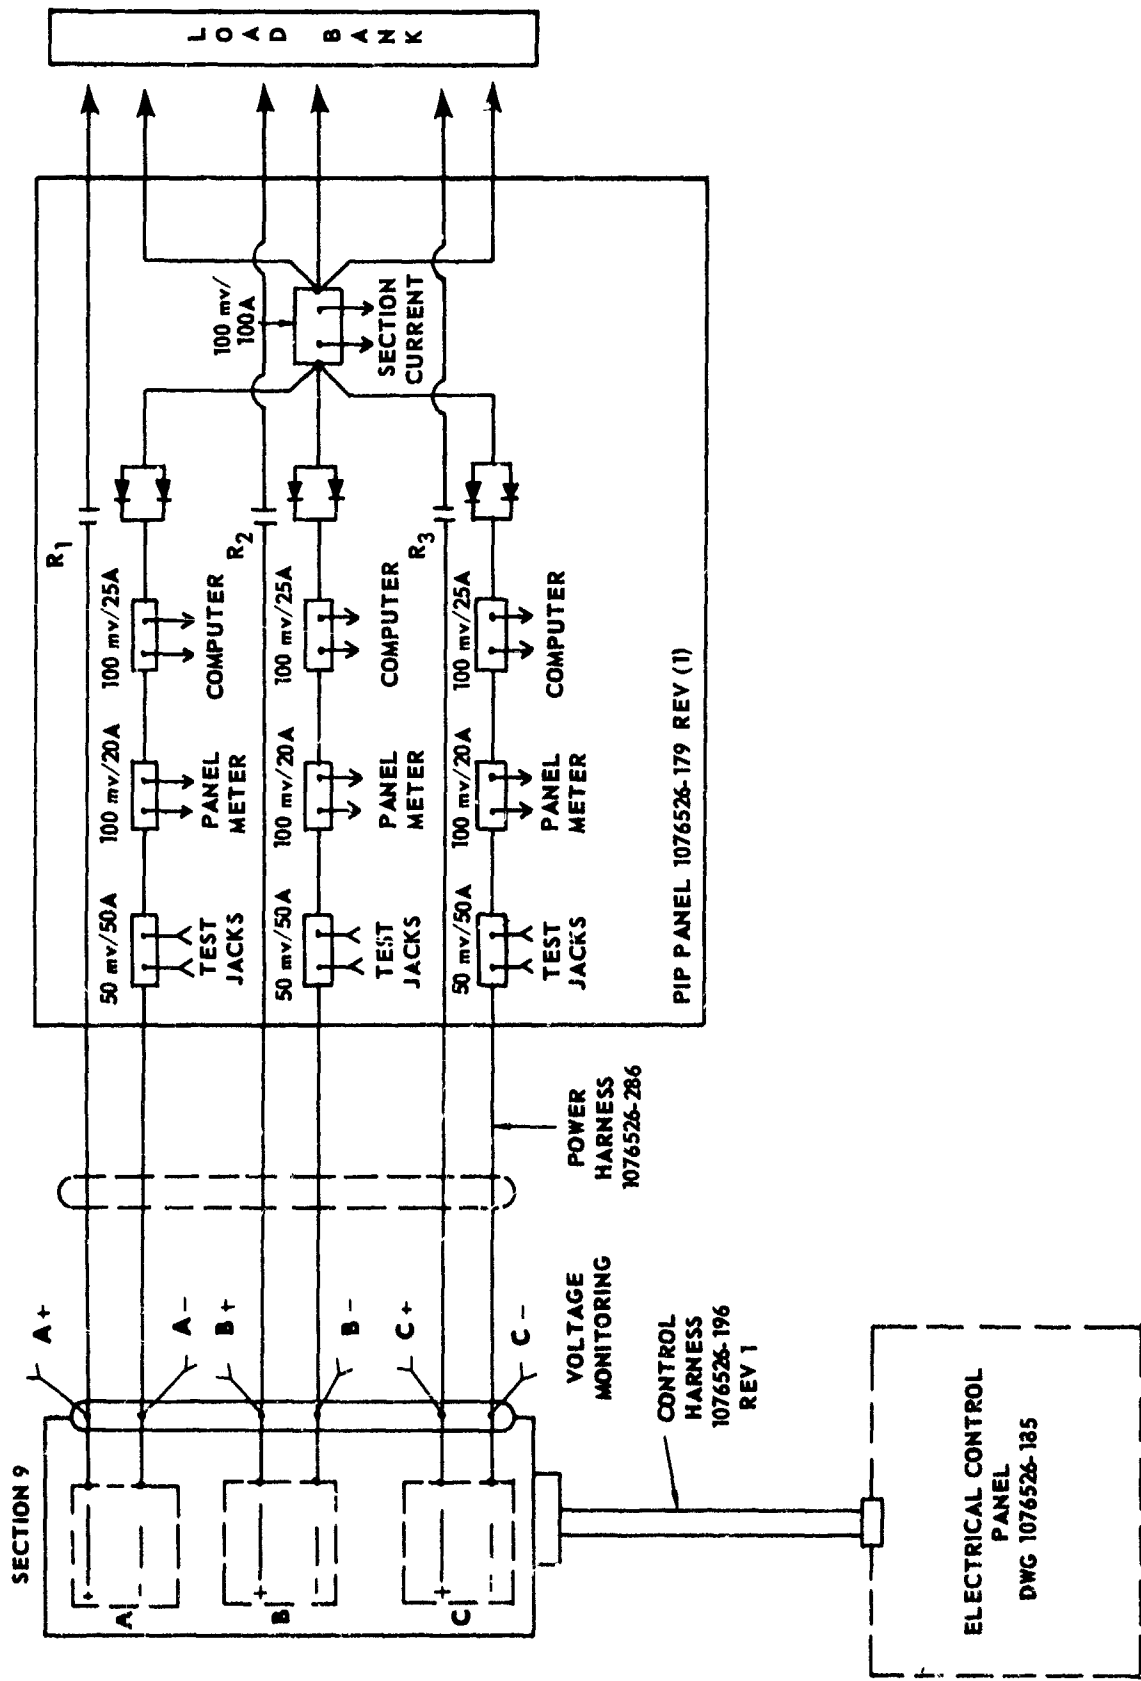 SECTION 9
A
+
-
B
+
-
C
+
-
A+
A-
B+
B-
C+
C-
VOLTAGE
MONITORING
CONTROL
HARNESS
1076526-196
REV 1
ELECTRICAL CONTROL
PANEL
DWG 1076526-185
POWER
HARNESS
1076526-286
50 mv/50A
TEST
JACKS
100 mv/20A
PANEL
METER
100 mv/25A
COMPUTER
R1
50 mv/50A
TEST
JACKS
100 mv/20A
PANEL
METER
100 mv/25A
COMPUTER
R2
50 mv/50A
TEST
JACKS
100 mv/20A
PANEL
METER
100 mv/25A
COMPUTER
R3
100 mv/
100A
SECTION
CURRENT
PIP PANEL 1076526-179 REV (1)
LOAD BANK